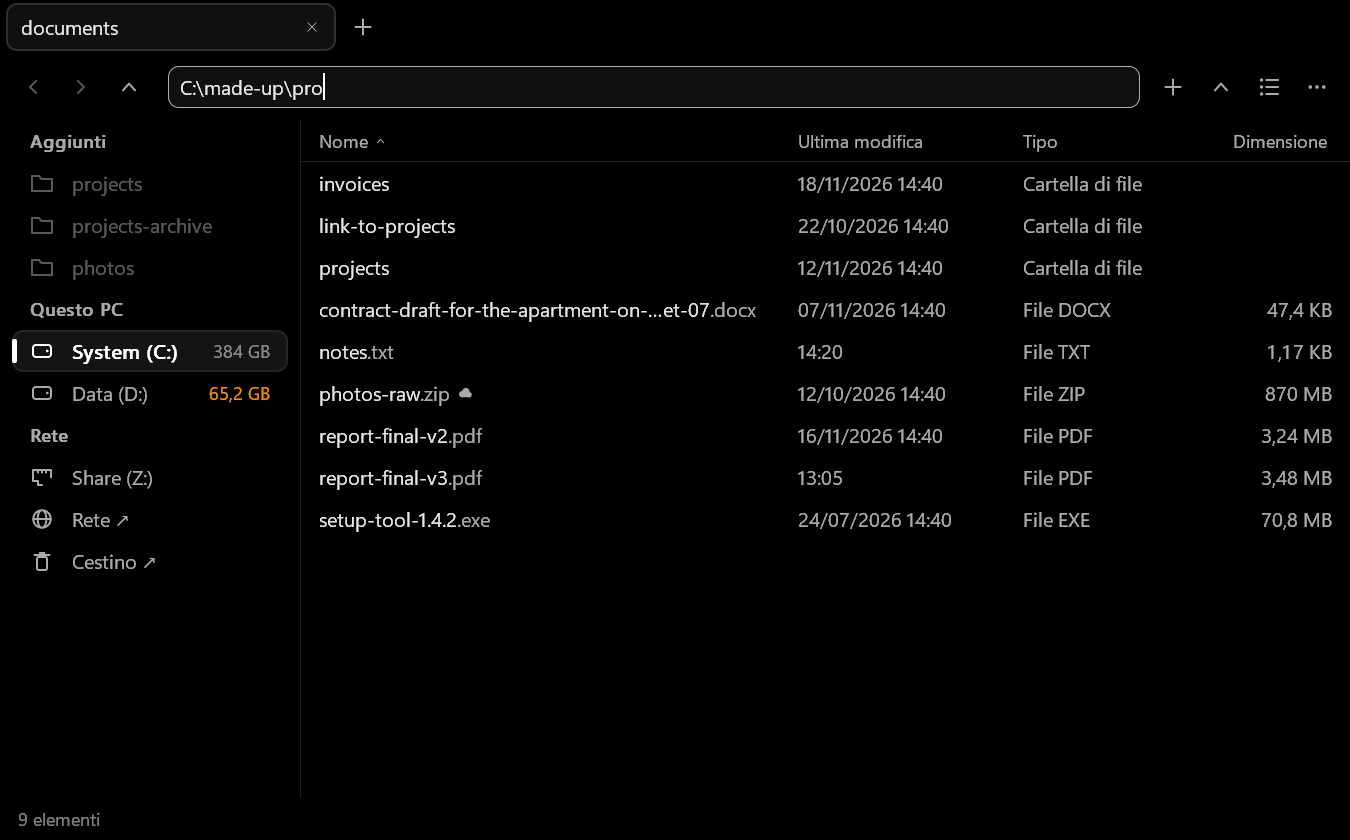 documents
C:\made-up\pro
Aggiunti
projects
projects-archive
photos
Questo PC
System (C:) 384 GB
Data (D:) 65,2 GB
Rete
Share (Z:)
Rete ↗
Cestino ↗
Nome Ultima modifica Tipo Dimensione
invoices 18/11/2026 14:40 Cartella di file
link-to-projects 22/10/2026 14:40 Cartella di file
projects 12/11/2026 14:40 Cartella di file
contract-draft-for-the-apartment-on-...et-07.docx 07/11/2026 14:40 File DOCX 47,4 KB
notes.txt 14:20 File TXT 1,17 KB
photos-raw.zip 12/10/2026 14:40 File ZIP 870 MB
report-final-v2.pdf 16/11/2026 14:40 File PDF 3,24 MB
report-final-v3.pdf 13:05 File PDF 3,48 MB
setup-tool-1.4.2.exe 24/07/2026 14:40 File EXE 70,8 MB
9 elementi